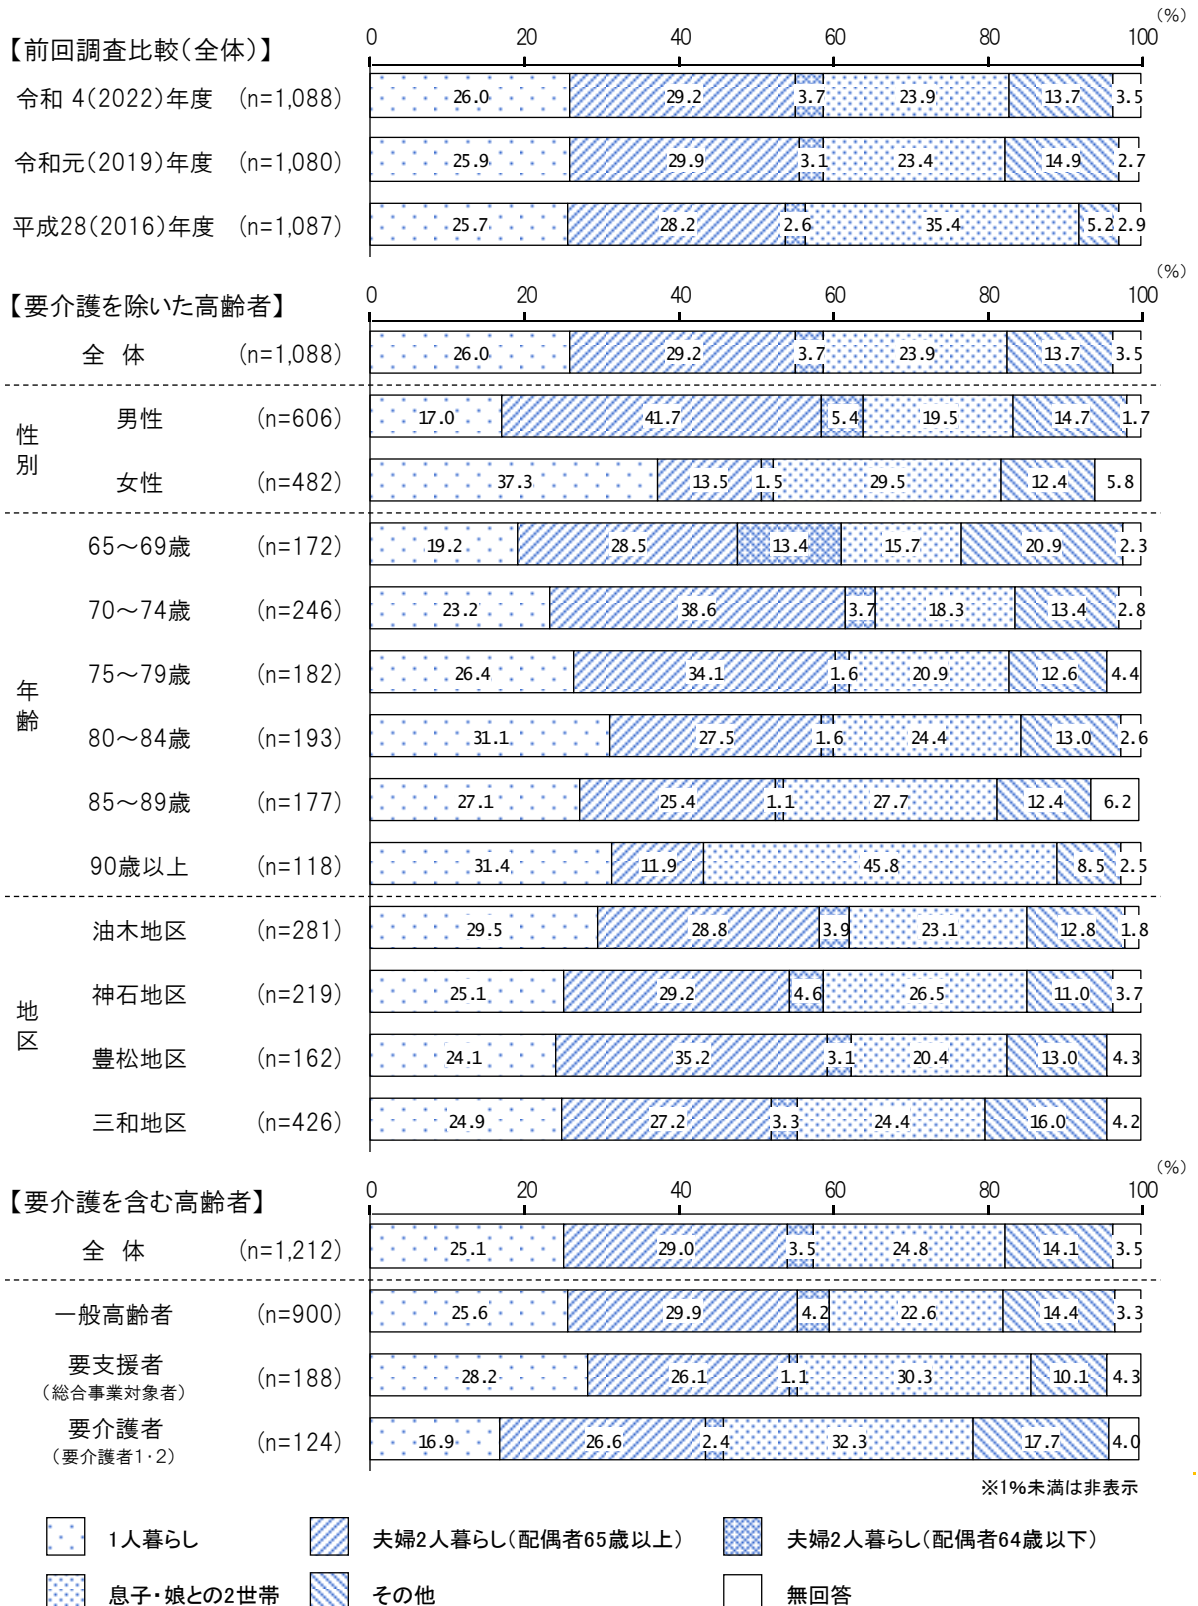 (%)
【前回調査比較(全体)】 0 20 40 60 80 100
令和 4(2022)年度 (n=1,088) 26.0 29.2 3.7 23.9 13.7 3.5
令和元(2019)年度 (n=1,080) 25.9 29.9 3.1 23.4 14.9 2.7
平成28(2016)年度 (n=1,087) 25.7 28.2 2.6 35.4 5.2 2.9
(%)
【要介護を除いた高齢者】 0 20 40 60 80 100
全 体 (n=1,088) 26.0 29.2 3.7 23.9 13.7 3.5
性別
男性 (n=606) 17.0 41.7 5.4 19.5 14.7 1.7
女性 (n=482) 37.3 13.5 1.5 29.5 12.4 5.8
年齢
65～69歳 (n=172) 19.2 28.5 13.4 15.7 20.9 2.3
70～74歳 (n=246) 23.2 38.6 3.7 18.3 13.4 2.8
75～79歳 (n=182) 26.4 34.1 1.6 20.9 12.6 4.4
80～84歳 (n=193) 31.1 27.5 1.6 24.4 13.0 2.6
85～89歳 (n=177) 27.1 25.4 1.1 27.7 12.4 6.2
90歳以上 (n=118) 31.4 11.9 45.8 8.5 2.5
地区
油木地区 (n=281) 29.5 28.8 3.9 23.1 12.8 1.8
神石地区 (n=219) 25.1 29.2 4.6 26.5 11.0 3.7
豊松地区 (n=162) 24.1 35.2 3.1 20.4 13.0 4.3
三和地区 (n=426) 24.9 27.2 3.3 24.4 16.0 4.2
(%)
【要介護を含む高齢者】 0 20 40 60 80 100
全 体 (n=1,212) 25.1 29.0 3.5 24.8 14.1 3.5
一般高齢者 (n=900) 25.6 29.9 4.2 22.6 14.4 3.3
要支援者
(総合事業対象者) (n=188) 28.2 26.1 1.1 30.3 10.1 4.3
要介護者
(要介護者1・2) (n=124) 16.9 26.6 2.4 32.3 17.7 4.0
※1%未満は非表示
1人暮らし 夫婦2人暮らし(配偶者65歳以上) 夫婦2人暮らし(配偶者64歳以下)
息子・娘との2世帯 その他 無回答